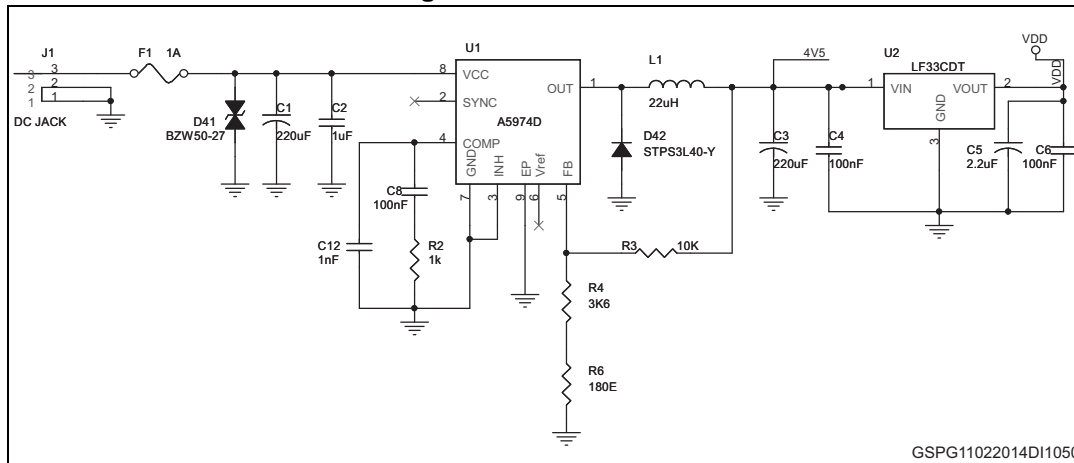 J1
3
3
2
2
1
1
DC JACK
F1 1A
D41
BZW50-27
C1
220uF
C2
1uF
U1
8
VCC
2
SYNC
4
COMP
OUT
1
A5974D
GND
INH
EP
Vref
FB
7
3
9
6
5
C8
100nF
C12
1nF
R2
1k
L1
22uH
D42
STPS3L40-Y
R3
10K
R4
3K6
R6
180E
4V5
C3
220uF
C4
100nF
U2
LF33CDT
1
VIN
VOUT
2
GND
3
VDD
VDD
C5
2.2uF
C6
100nF